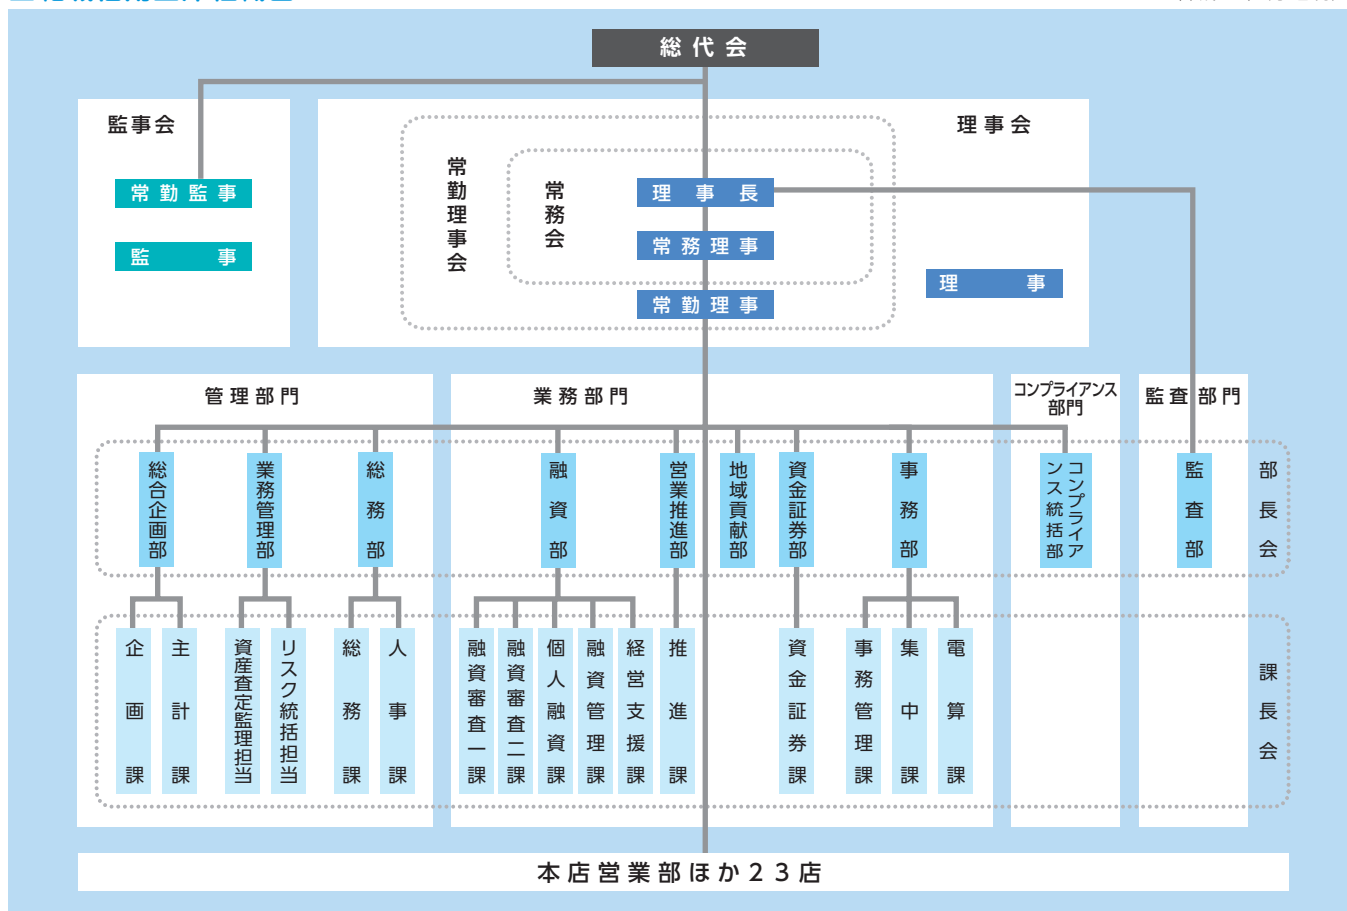 総代会
監事会
常勤監事
監事
理事会
常勤理事会
常務会
理事長
常務理事
常勤理事
理事
管理部門
業務部門
コンプライアンス
部門
監査部門
総合企画部
業務管理部
総務部
融資部
営業推進部
地域貢献部
資金証券部
事務部
コンプライア
ンス統括部
監査部
部長会
企画課
主計課
資産査定監理担当
リスク統括担当
総務課
人事課
融資審査一課
融資審査二課
個人融資課
融資管理課
経営支援課
推進課
資金証券課
事務管理課
集中課
電算課
課長会
本店営業部ほか23店